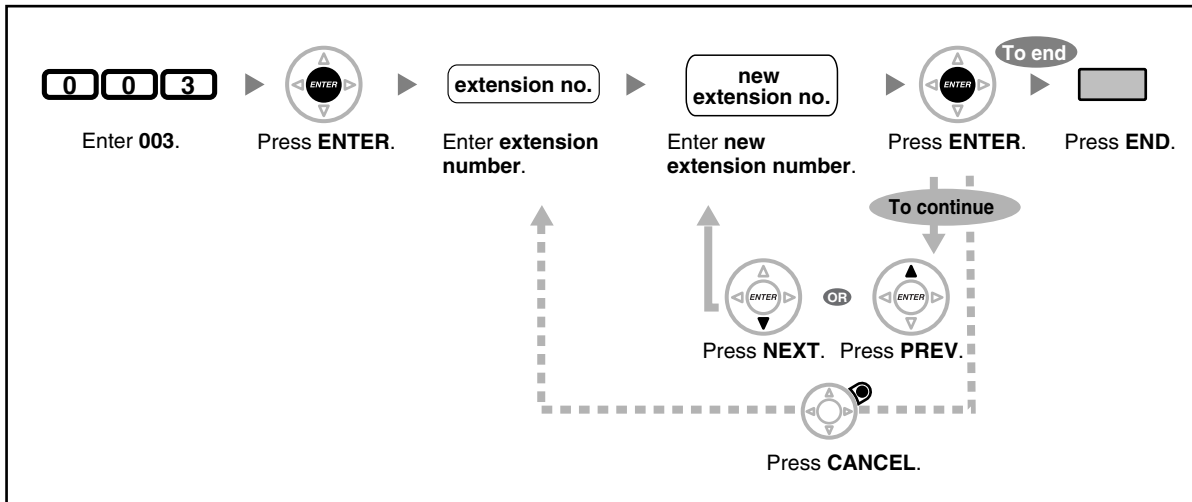 To end
0 0 3
ENTER
extension no.
new
extension no.
ENTER
Enter 003.
Press ENTER.
Enter extension
number.
Enter new
extension number.
Press ENTER.
Press END.
To continue
ENTER
OR
ENTER
Press NEXT.
Press PREV.
Press CANCEL.